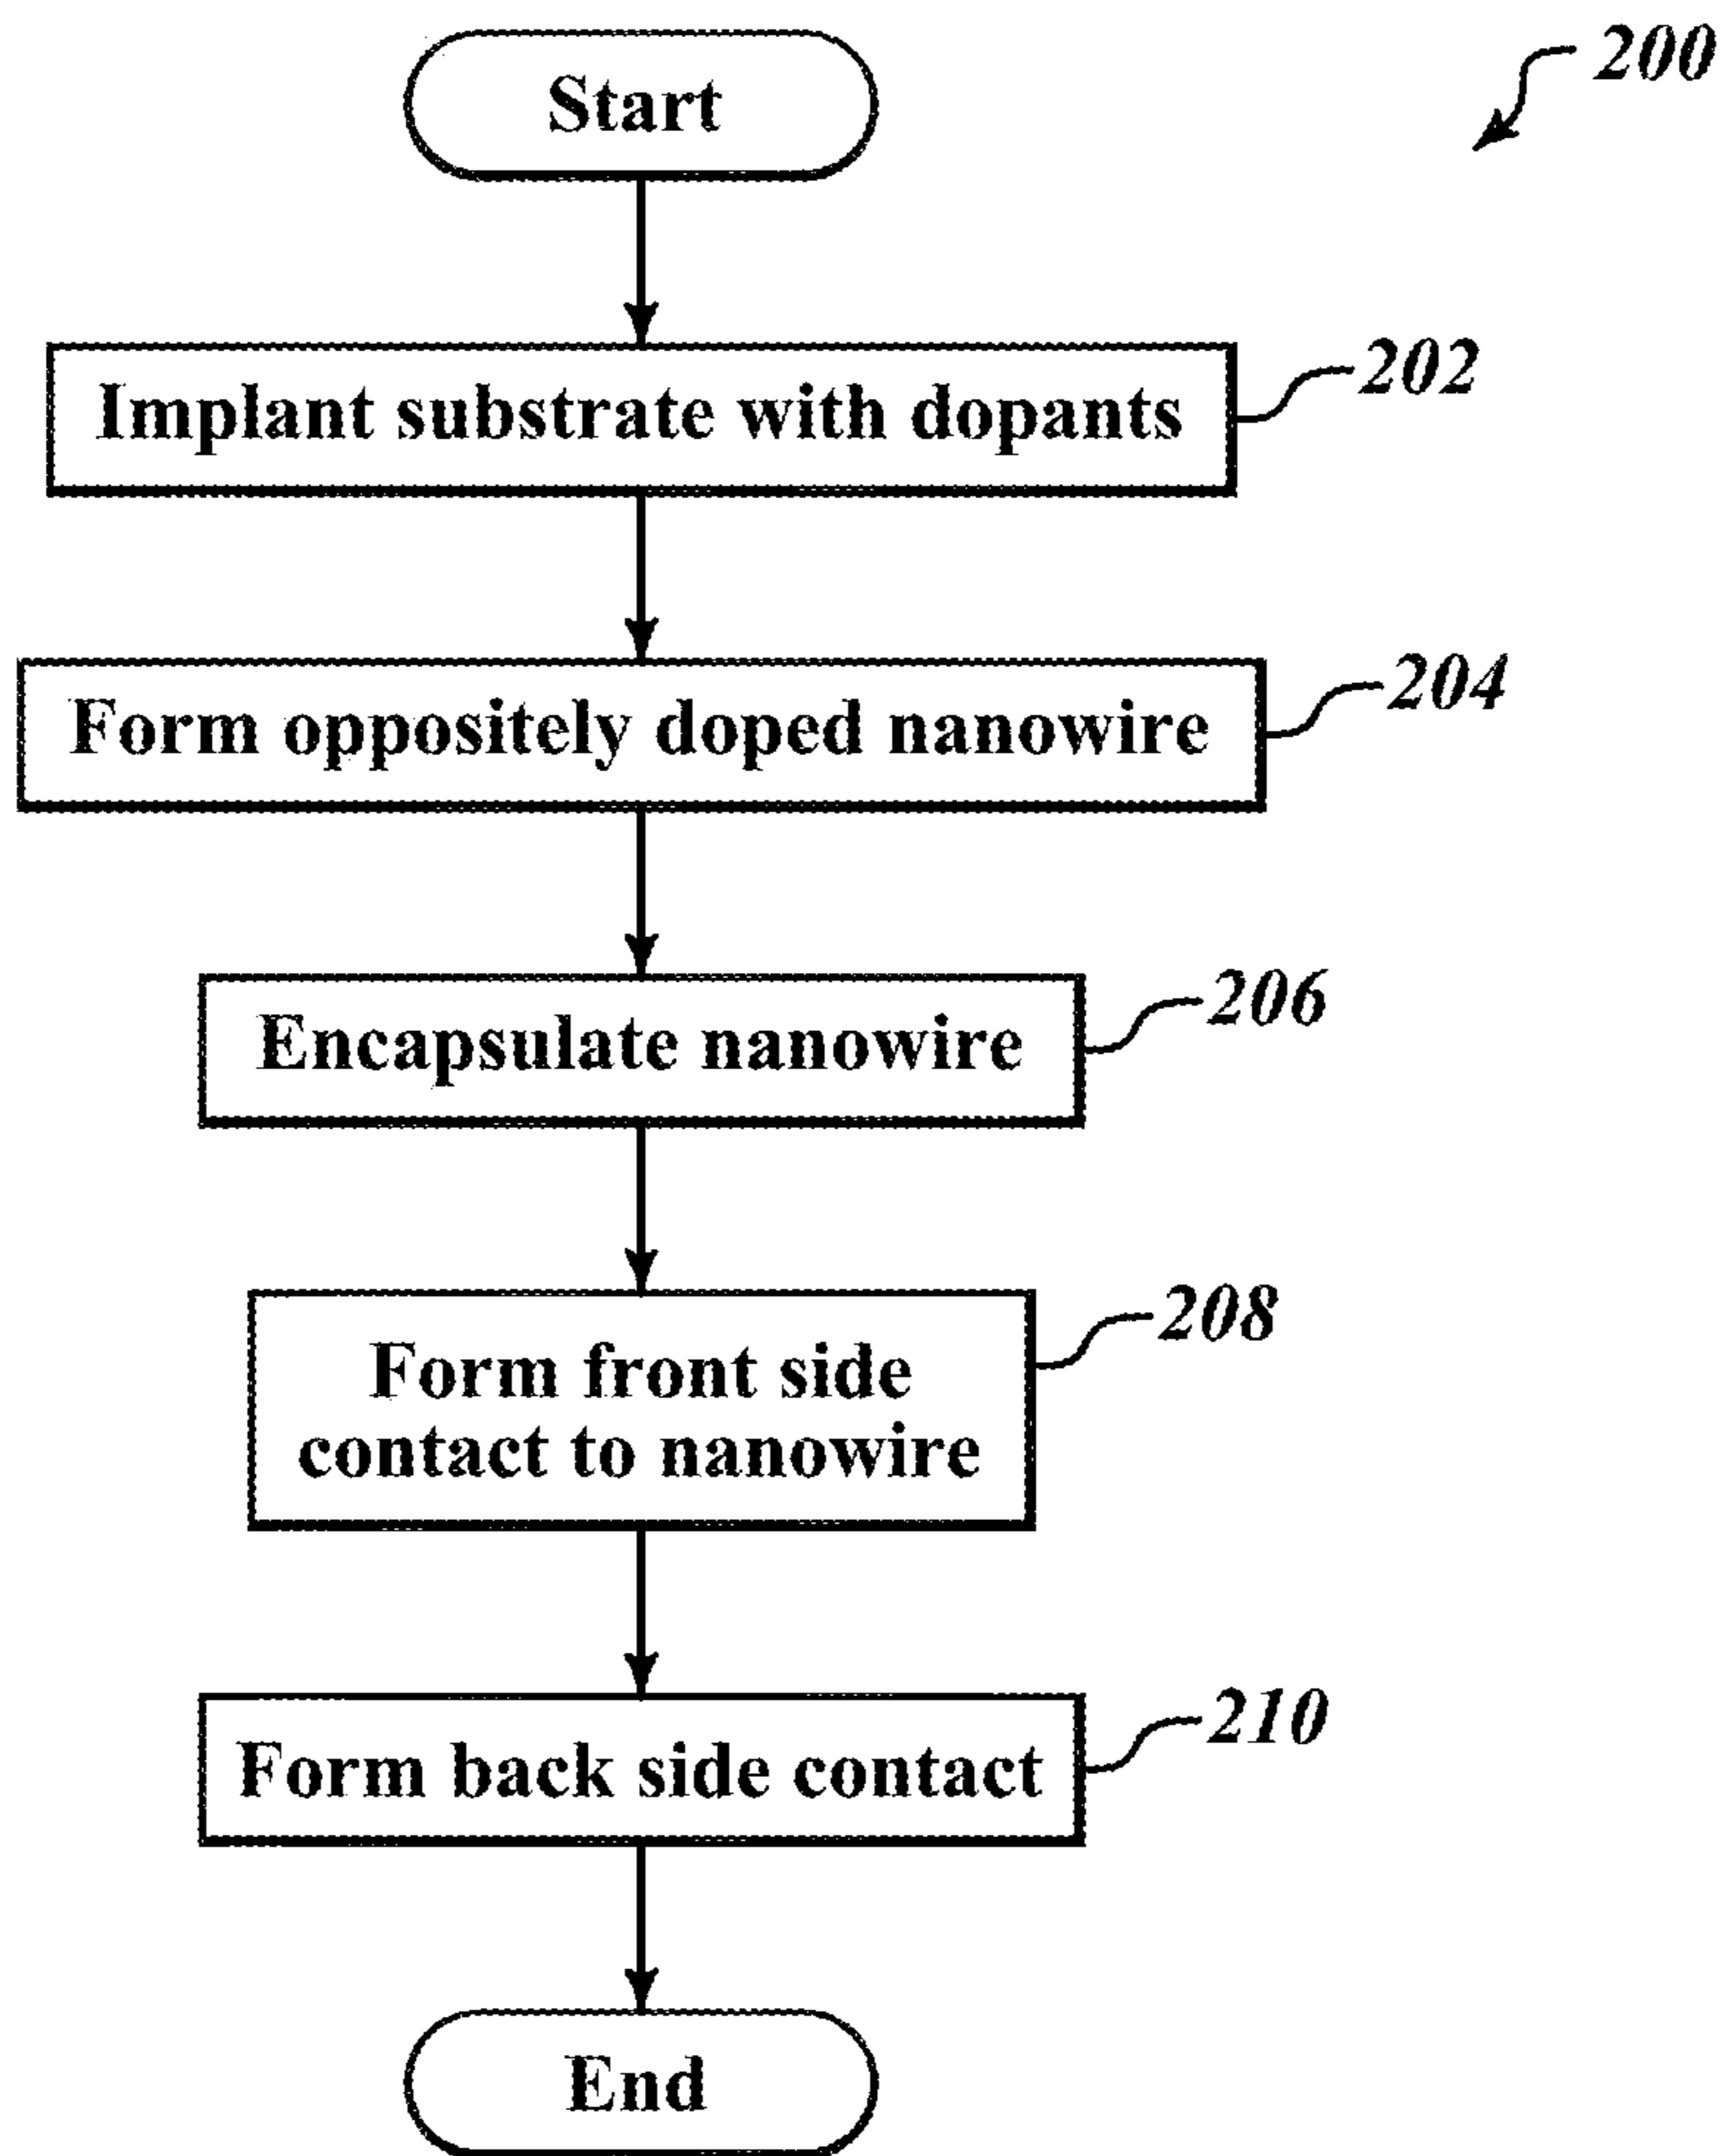 Start
200
Implant substrate with dopants
202
Form oppositely doped nanowire
204
Encapsulate nanowire
206
Form front side
contact to nanowire
208
Form back side contact
210
End